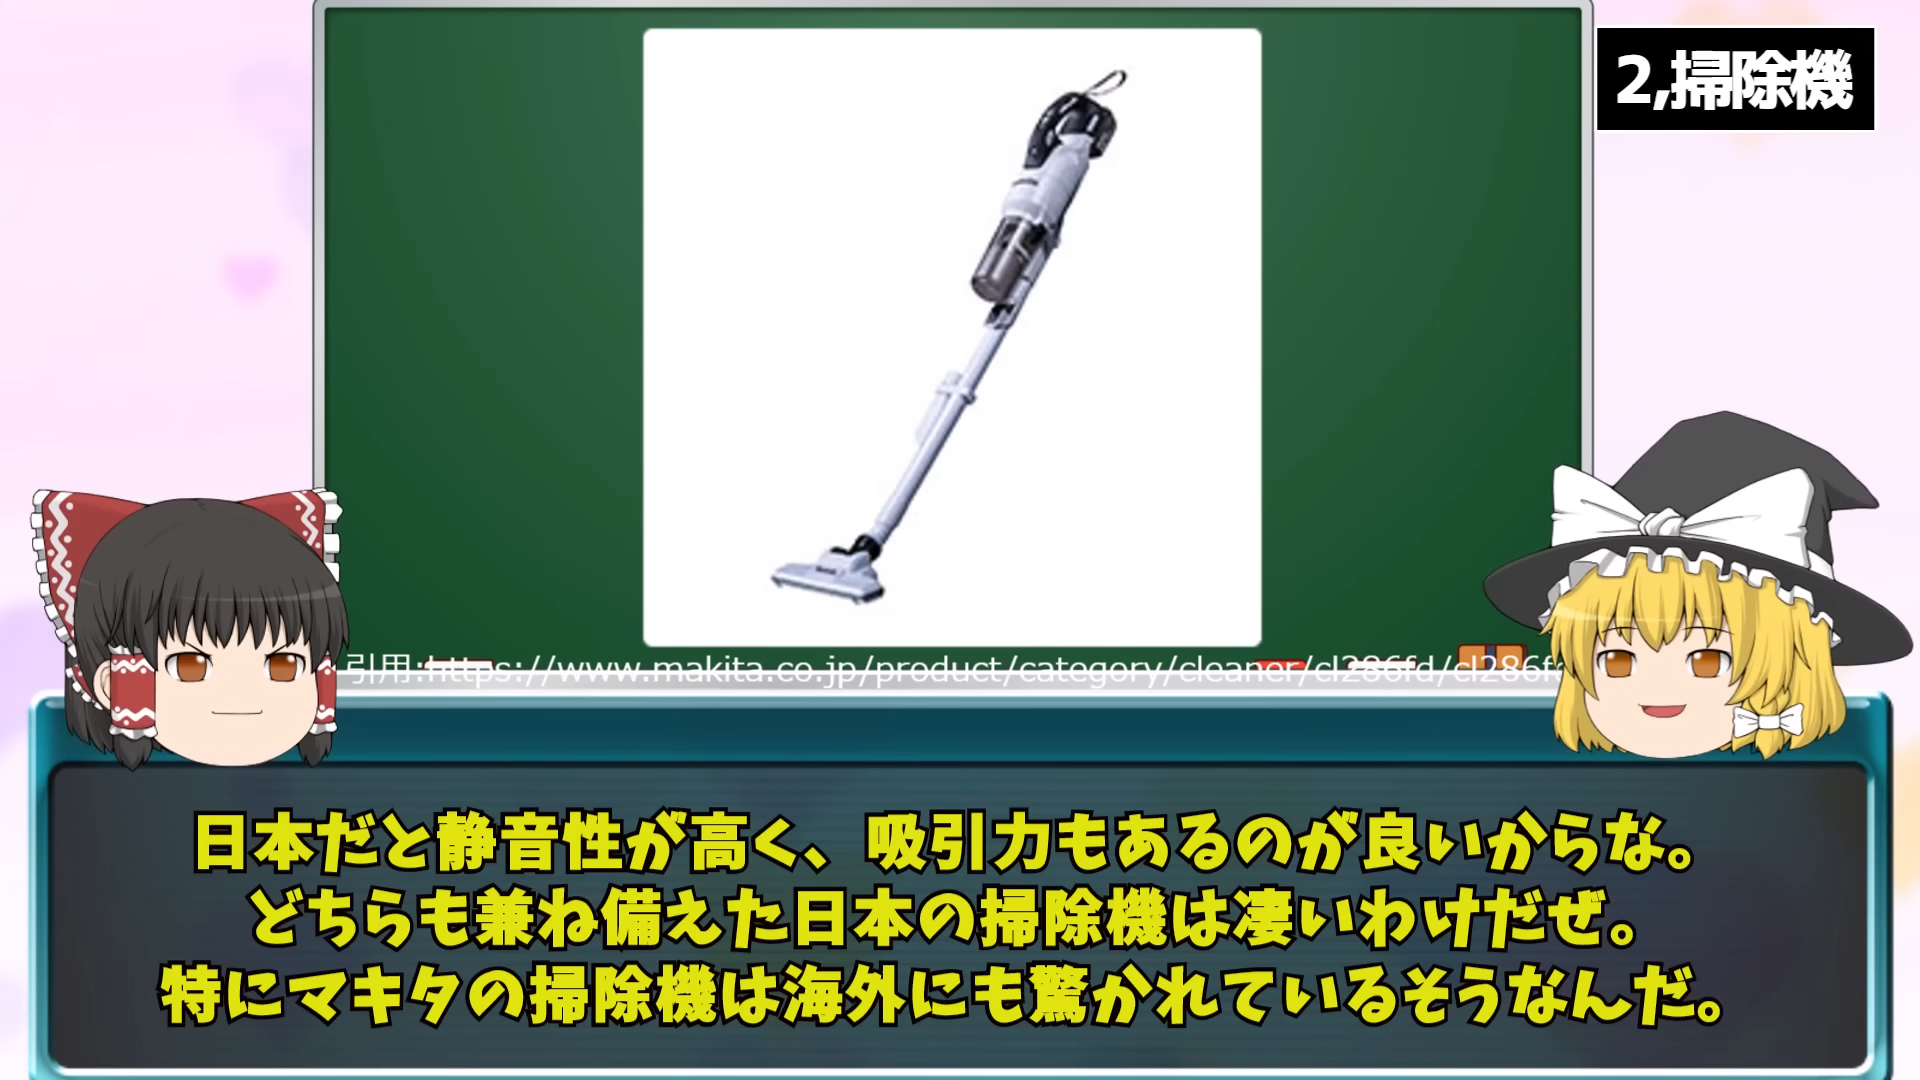 2,掃除機
引用:https://www.makita.co.jp/product/category/cleaner/cl286fd/cl286f
日本だと静音性が高く、吸引力もあるのが良いからな。
どちらも兼ね備えた日本の掃除機は凄いわけだぜ。
特にマキタの掃除機は海外にも驚かれているそうなんだ。